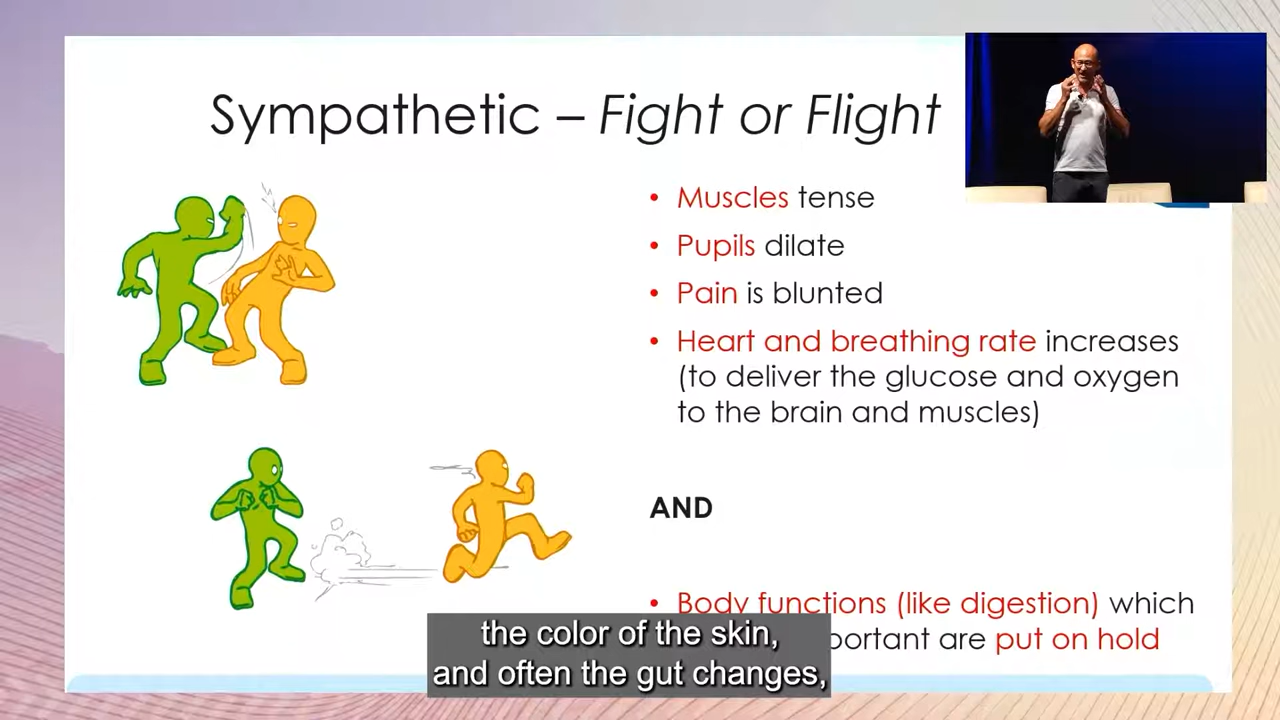 Sympathetic – Fight or Flight
• Muscles tense
• Pupils dilate
• Pain is blunted
• Heart and breathing rate increases
(to deliver the glucose and oxygen
to the brain and muscles)
AND
• Body functions (like digestion) which
are put on hold
the color of the skin,
and often the gut changes,